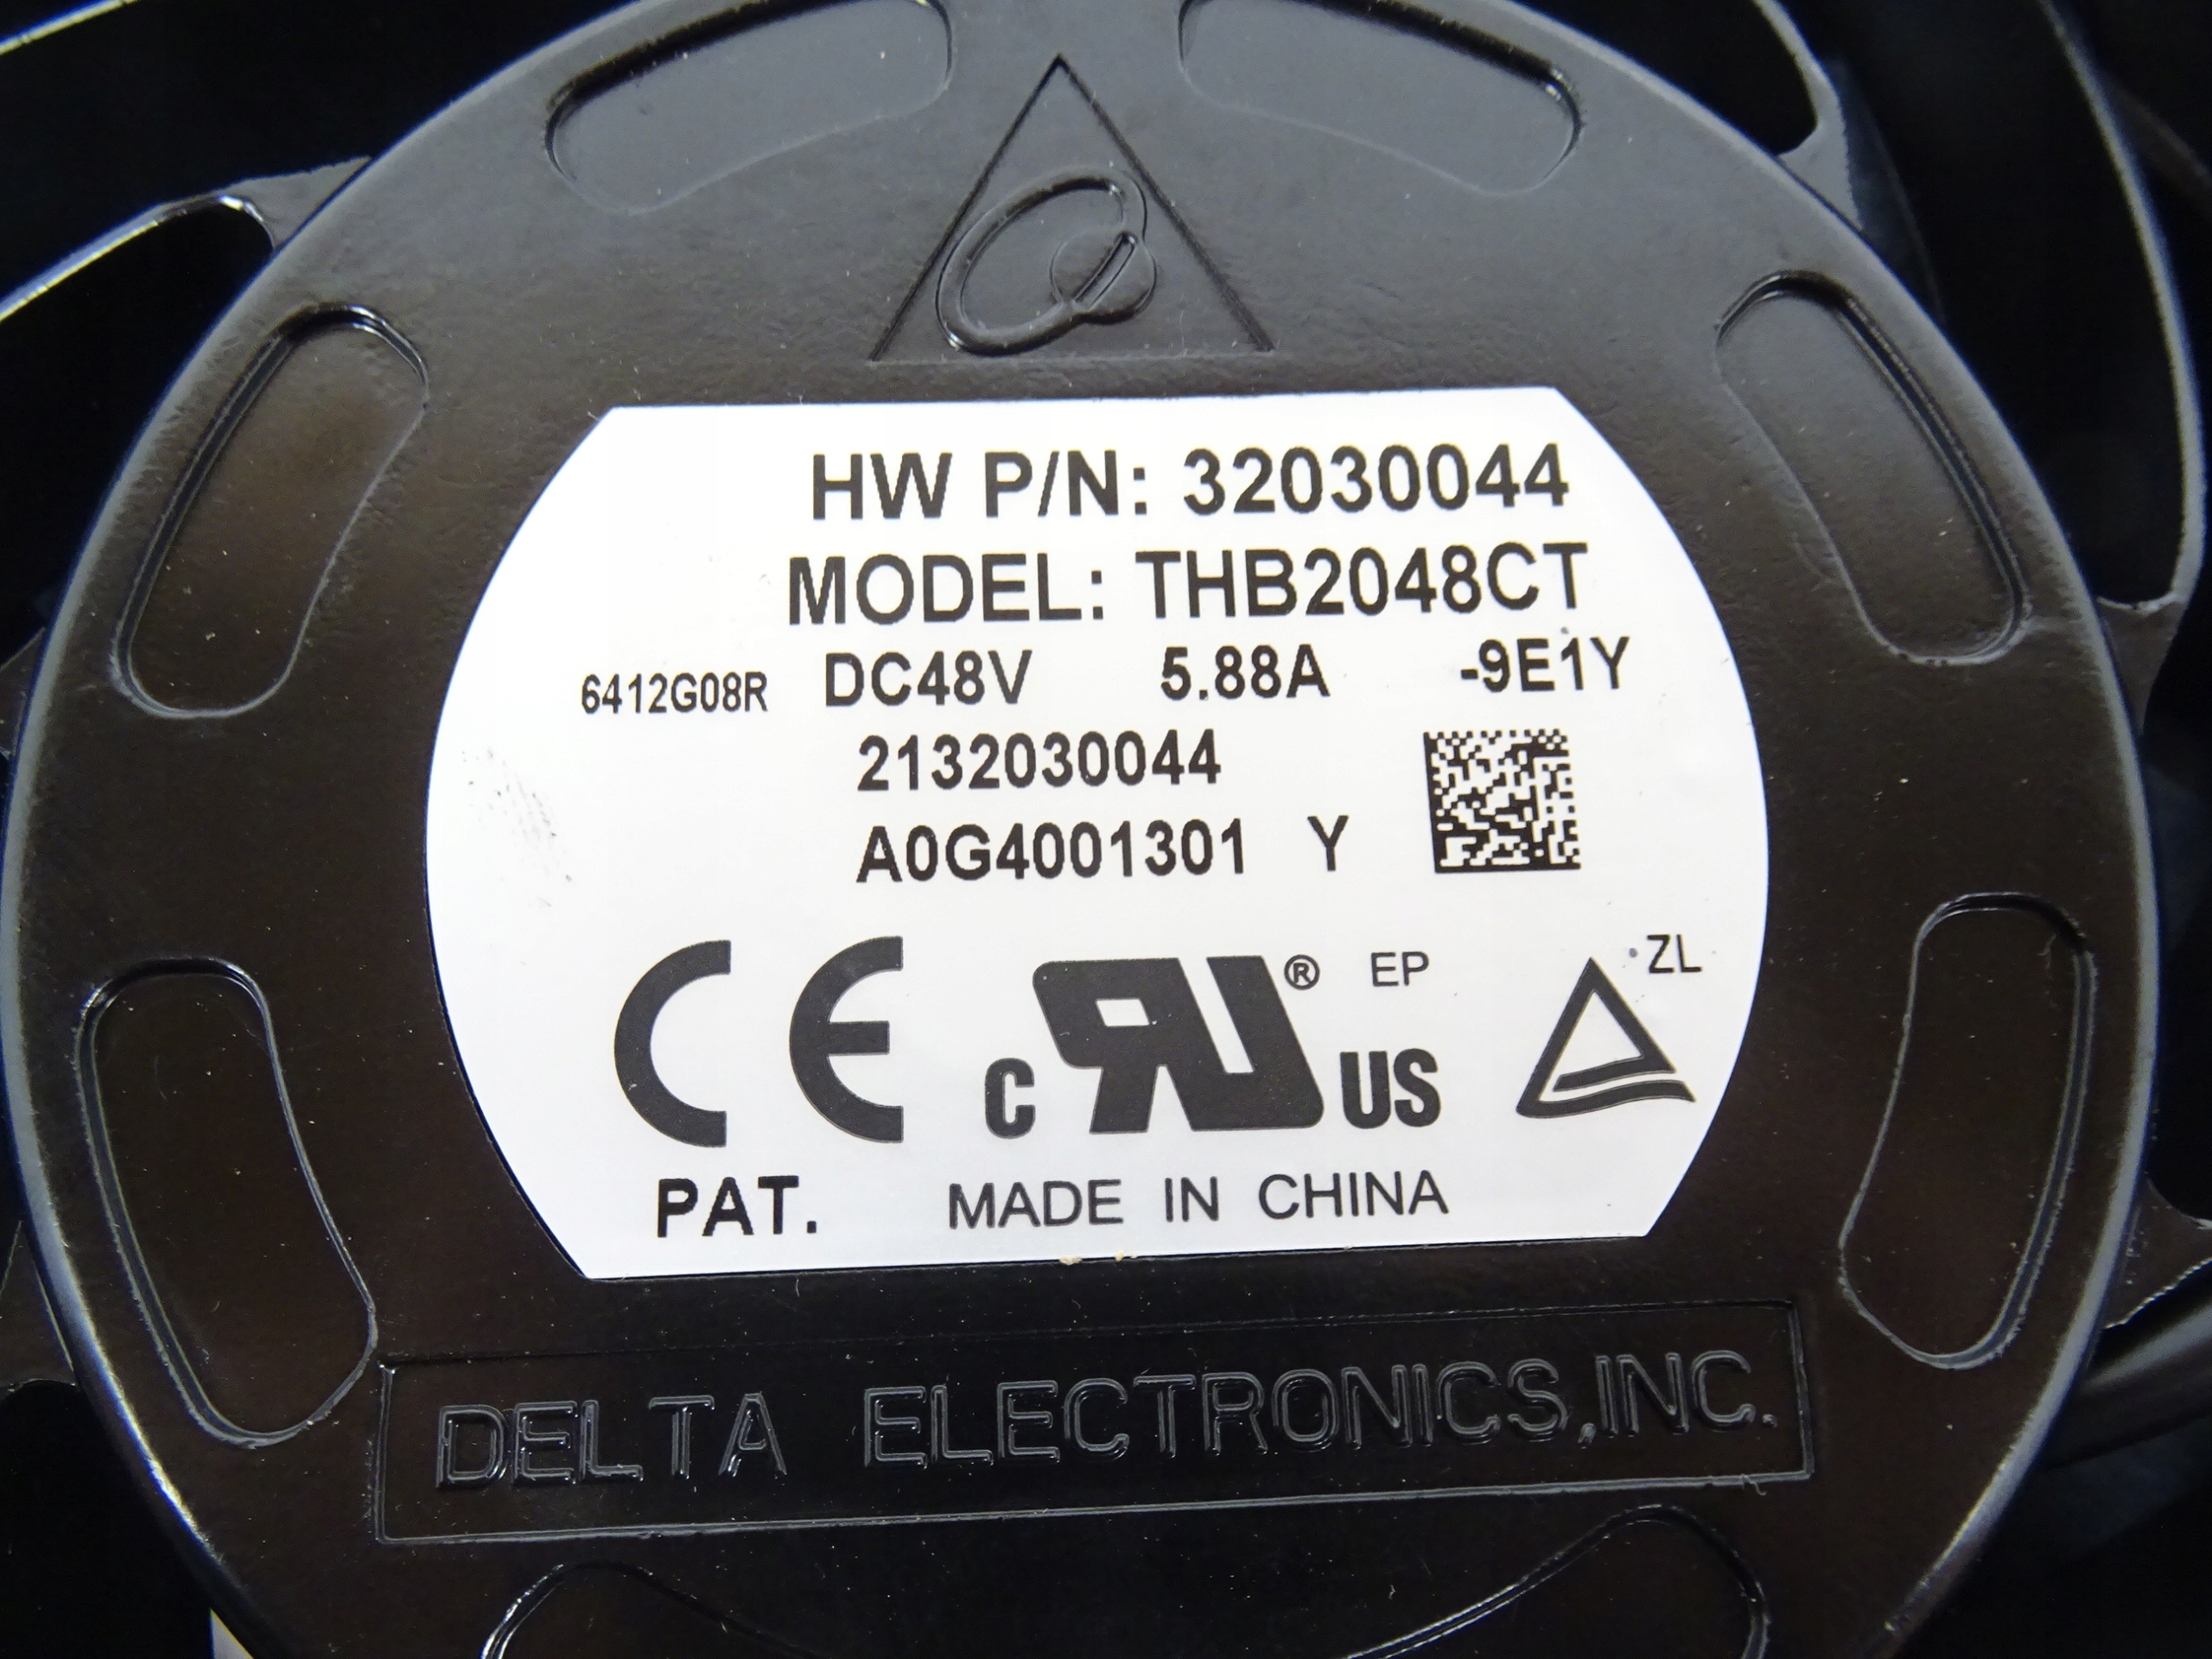 HW P/N: 32030044
MODEL: THB2048CT
6412G08R DC48V 5.88A -9E1Y
2132030044
A0G4001301 Y
CE c RU ® US EP ZL
PAT. MADE IN CHINA
DELTA ELECTRONICS,INC.